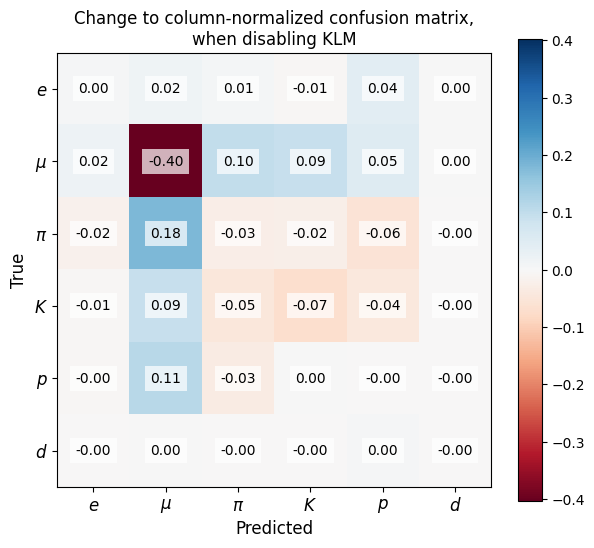 Change to column-normalized confusion matrix,
when disabling KLM
True
e 0.00 0.02 0.01 -0.01 0.04 0.00
μ 0.02 -0.40 0.10 0.09 0.05 0.00
π -0.02 0.18 -0.03 -0.02 -0.06 -0.00
K -0.01 0.09 -0.05 -0.07 -0.04 -0.00
p -0.00 0.11 -0.03 0.00 -0.00 -0.00
d -0.00 0.00 -0.00 -0.00 0.00 -0.00
e μ π K p d
Predicted
0.4
0.3
0.2
0.1
0.0
−0.1
−0.2
−0.3
−0.4